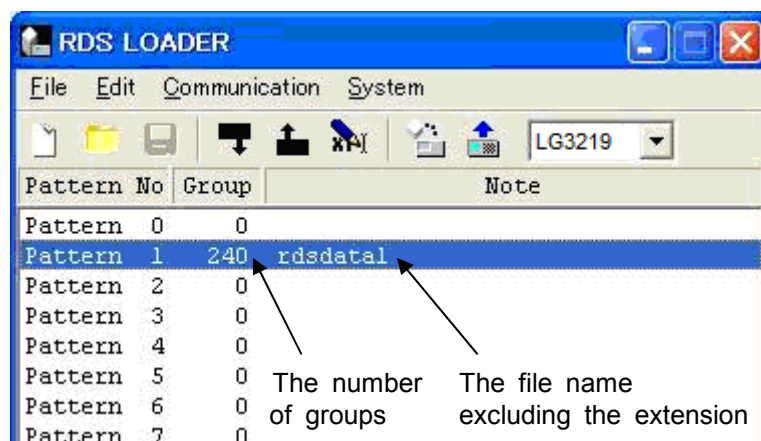 RDS LOADER
File Edit Communication System
LG3219
Pattern No Group Note
Pattern 0 0
Pattern 1 240 rdsdata1
Pattern 2 0
Pattern 3 0
Pattern 4 0
Pattern 5 0
Pattern 6 0
Pattern 7 0
The number
of groups
The file name
excluding the extension